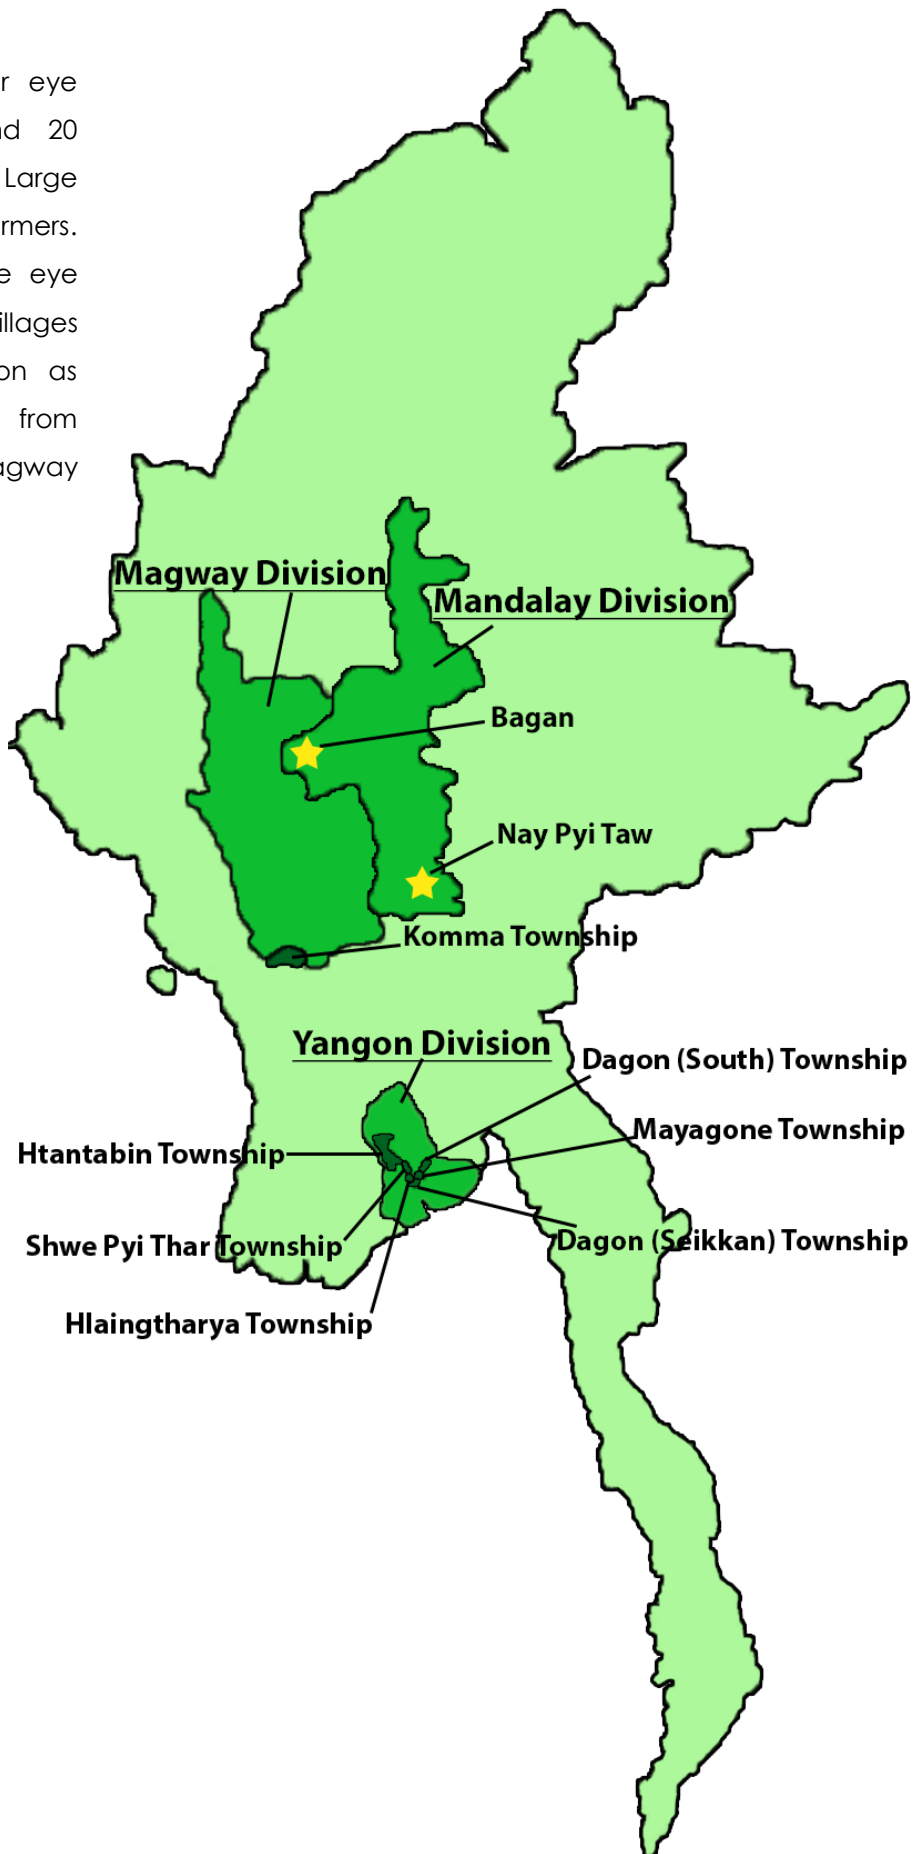 r eye
nd 20
Large
rmers.
e eye
illages
on as
from
agway
Magway Division
Mandalay Division
Bagan
Nay Pyi Taw
Komma Township
Yangon Division
Dagon (South) Township
Mayagone Township
Htantabin Township
Dagon (Seikkan) Township
Shwe Pyi Thar Township
Hlaingtharya Township